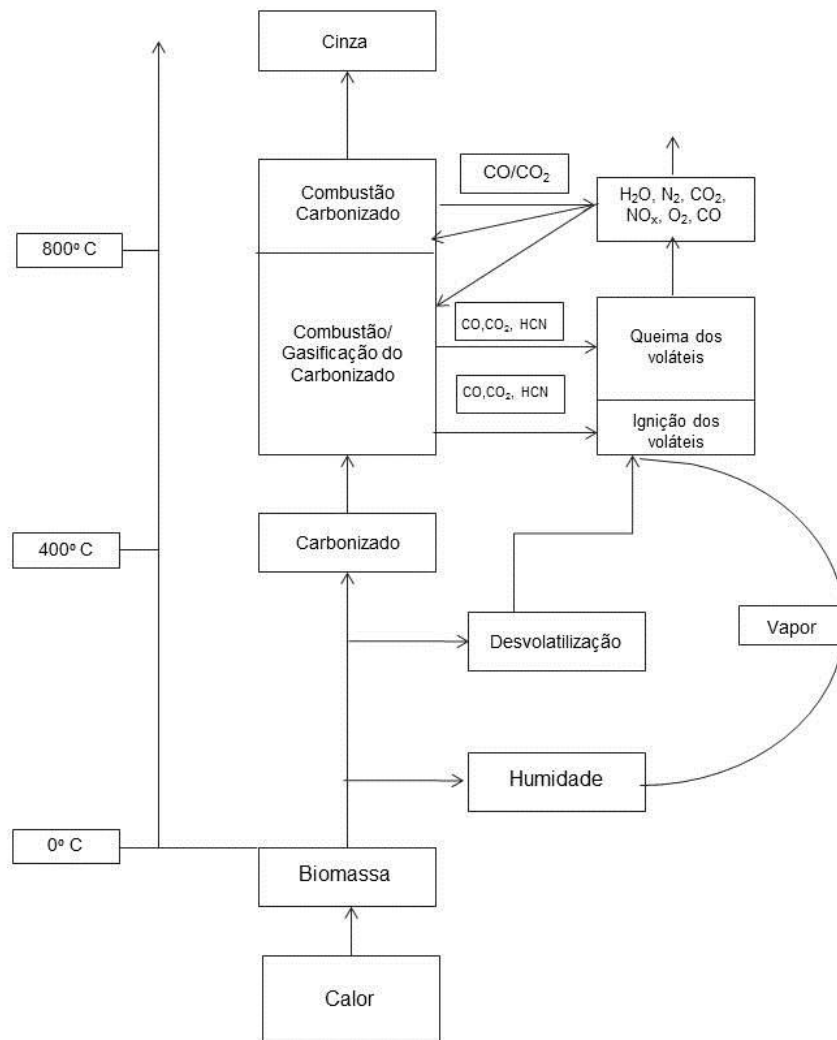 Cinza
Combustão
Carbonizado
CO/CO₂
H₂O, N₂, CO₂,
NOₓ, O₂, CO
800º C
Combustão/
Gasificação do
Carbonizado
CO,CO₂, HCN
Queima dos
voláteis
CO,CO₂, HCN
Ignição dos
voláteis
Carbonizado
400º C
Desvolatilização
Vapor
Humidade
0º C
Biomassa
Calor